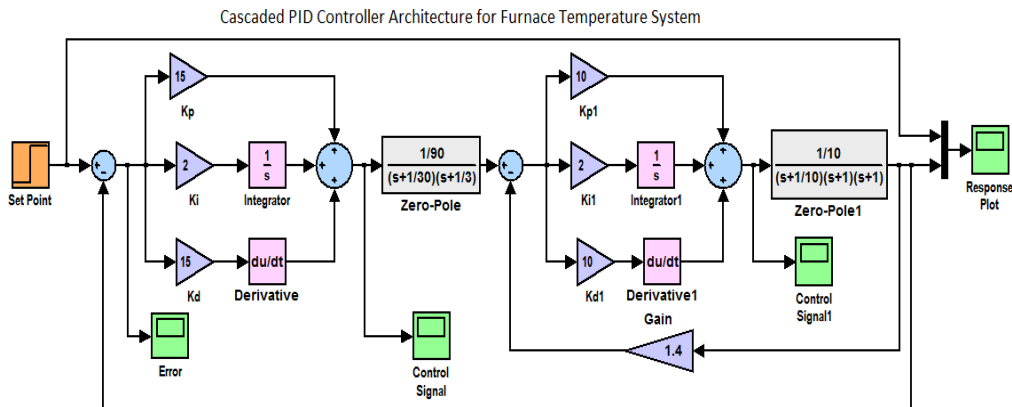 Cascaded PID Controller Architecture for Furnace Temperature System
15
Kp
10
Kp1
Set Point
+
-
2
Ki
1
s
Integrator
+
+
+
1/90
(s+1/30)(s+1/3)
Zero-Pole
+
-
2
Ki1
1
s
Integrator1
+
+
+
1/10
(s+1/10)(s+1)(s+1)
Zero-Pole1
Response
Plot
15
Kd
du/dt
Derivative
10
Kd1
du/dt
Derivative1
Control
Signal1
Error
Control
Signal
Gain
1.4